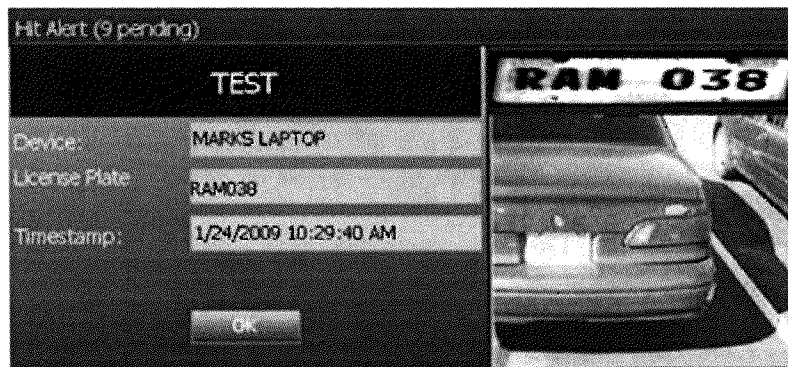 Hit Alert (9 pending)
TEST
RAM 038
Device: MARKS LAPTOP
License Plate RAM038
Timestamp: 1/24/2009 10:29:40 AM
OK